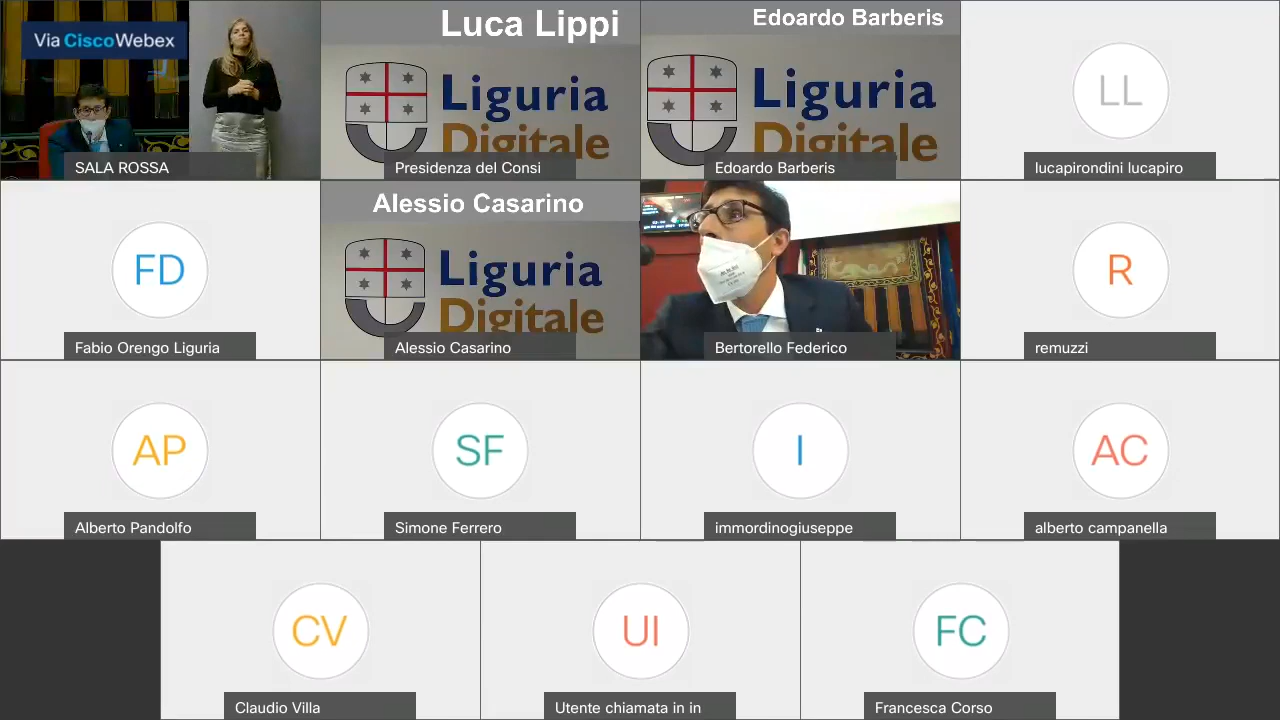 Via Cisco Webex
SALA ROSSA
Luca Lippi
Liguria
Digitale
Presidenza del Consi
Edoardo Barberis
Liguria
Digitale
Edoardo Barberis
LL
lucapirondini lucapiro
FD
Fabio Orengo Liguria
Alessio Casarino
Liguria
Digitale
Alessio Casarino
Bertorello Federico
R
remuzzi
AP
Alberto Pandolfo
SF
Simone Ferrero
I
immordinogiuseppe
AC
alberto campanella
CV
Claudio Villa
UI
Utente chiamata in in
FC
Francesca Corso